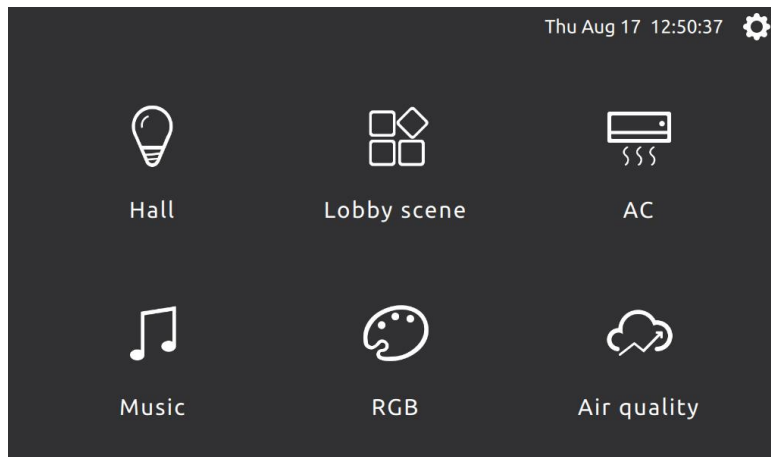 Thu Aug 17 12:50:37
Hall
Lobby scene
AC
Music
RGB
Air quality